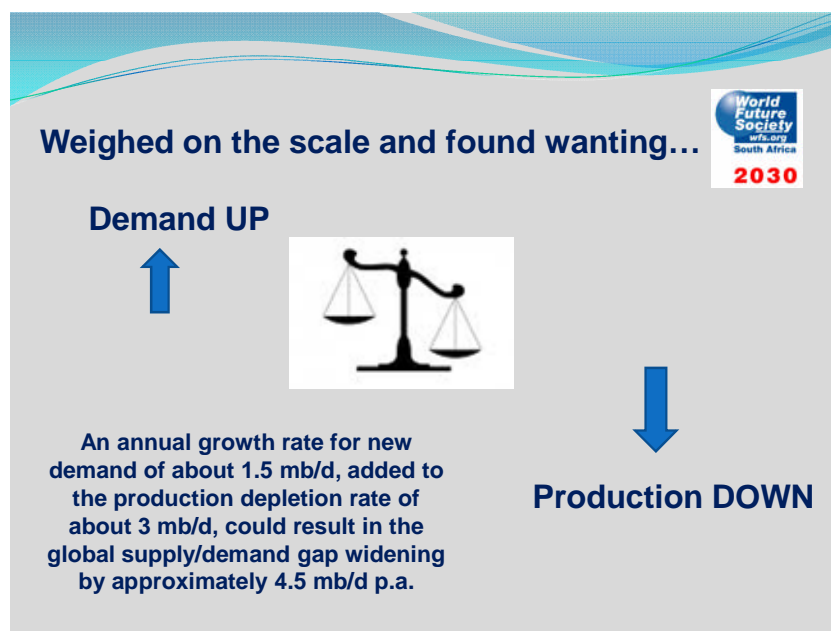 Weighed on the scale and found wanting…
World
Future
Society
wfs.org
South Africa
2030
Demand UP
An annual growth rate for new
demand of about 1.5 mb/d, added to
the production depletion rate of
about 3 mb/d, could result in the
global supply/demand gap widening
by approximately 4.5 mb/d p.a.
Production DOWN